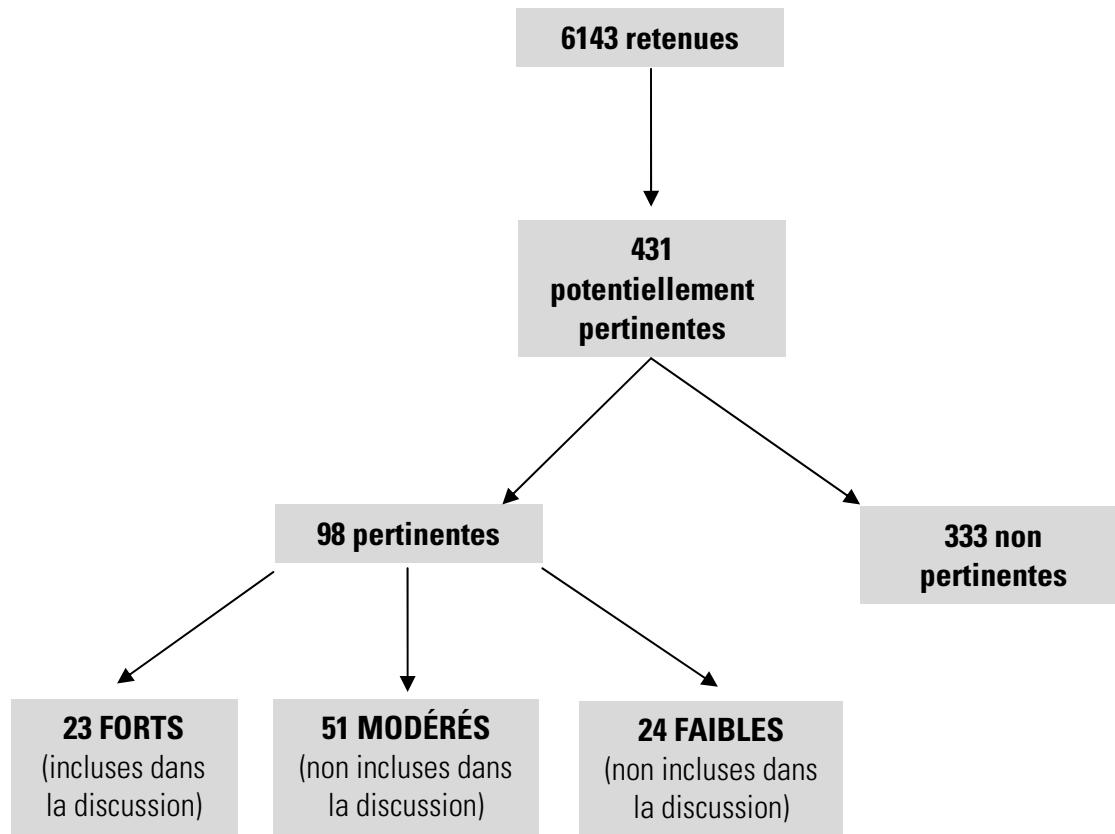 6143 retenues
431
potentiellement
pertinentes
98 pertinentes
333 non
pertinentes
23 FORTS
(incluses dans
la discussion)
51 MODÉRÉS
(non incluses dans
la discussion)
24 FAIBLES
(non incluses dans
la discussion)